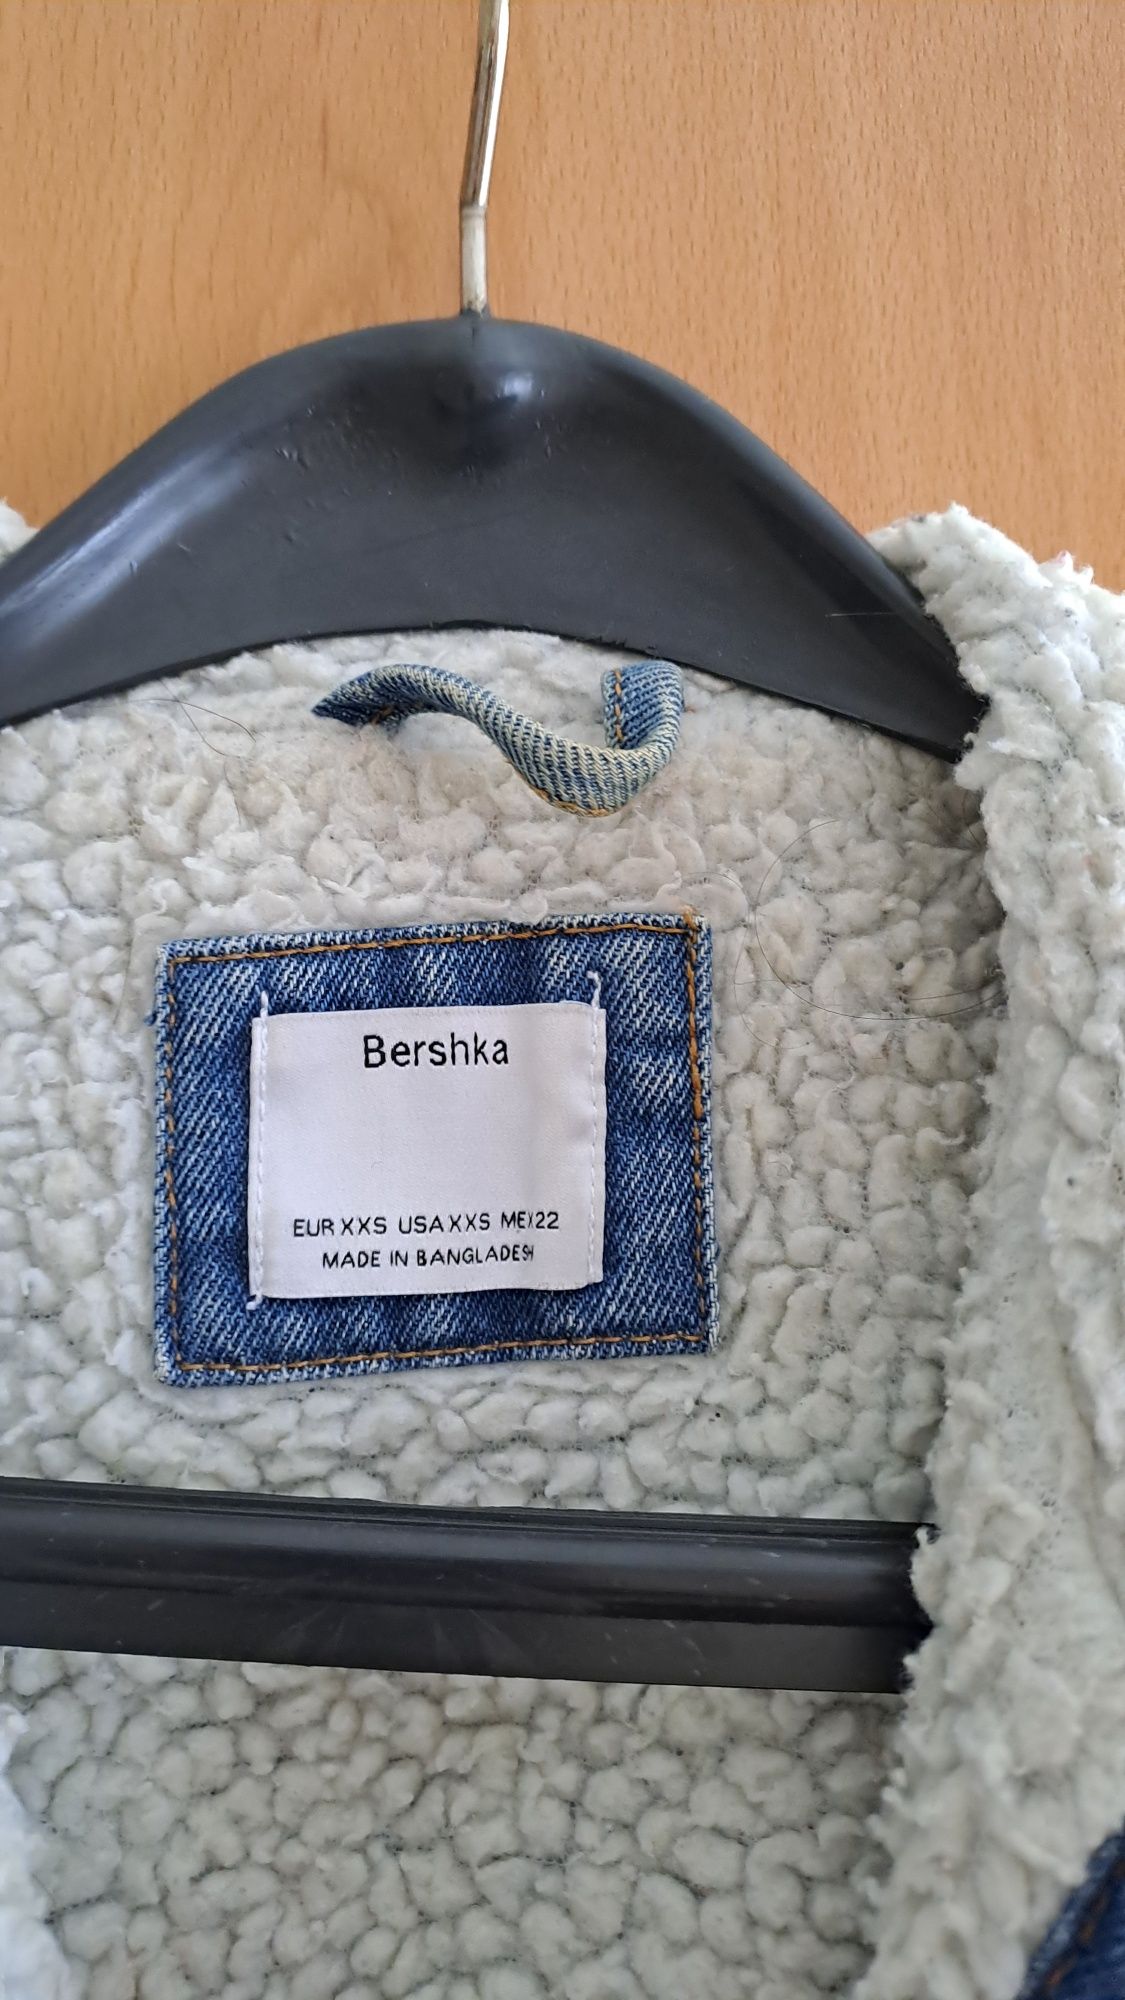 Bershka
EUR XXS USA XXS MEX 22
MADE IN BANGLADESH